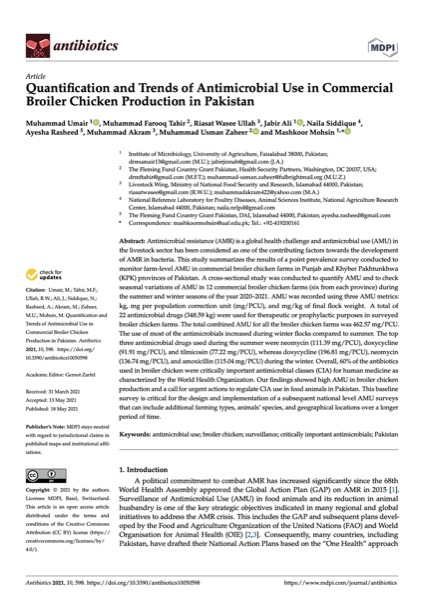 antibiotics
MDPI
Article
Quantification and Trends of Antimicrobial Use in Commercial
Broiler Chicken Production in Pakistan
Muhammad Umair 1, Muhammad Farooq Tahir 2, Riasat Wasee Ullah 3, Jabir Ali 1, Naila Siddique 4,
Ayesha Rasheed 5, Muhammad Akram 3, Muhammad Usman Zaheer 2 and Mashkoor Mohsin 1,*
1 Institute of Microbiology, University of Agriculture, Faisalabad 38000, Pakistan;
drmumair13@gmail.com (M.U.); jabirjinnah@gmail.com (J.A.)
2 The Fleming Fund Country Grant Pakistan, Health Security Partners, Washington, DC 20037, USA;
drmftahir@gmail.com (M.F.T.); muhammad-usman.zaheer@fulbrightmail.org (M.U.Z.)
3 Livestock Wing, Ministry of National Food Security and Research, Islamabad 44000, Pakistan;
riasatwasee@gmail.com (R.W.U.); muhammadakram422@yahoo.com (M.A.)
4 National Reference Laboratory for Poultry Diseases, Animal Sciences Institute, National Agriculture Research
Center, Islamabad 44000, Pakistan; naila.nrlpd@gmail.com
5 The Fleming Fund Country Grant Pakistan, DAI, Islamabad 44000, Pakistan; ayesha.rasheed@gmail.com
* Correspondence: mashkoormohsin@uaf.edu.pk; Tel.: +92-419200161
Abstract: Antimicrobial resistance (AMR) is a global health challenge and antimicrobial use (AMU) in
the livestock sector has been considered as one of the contributing factors towards the development
of AMR in bacteria. This study summarizes the results of a point prevalence survey conducted to
monitor farm-level AMU in commercial broiler chicken farms in Punjab and Khyber Pakhtunkhwa
(KPK) provinces of Pakistan. A cross-sectional study was conducted to quantify AMU and to check
seasonal variations of AMU in 12 commercial broiler chicken farms (six from each province) during
the summer and winter seasons of the year 2020–2021. AMU was recorded using three AMU metrics:
kg, mg per population correction unit (mg/PCU), and mg/kg of final flock weight. A total of
22 antimicrobial drugs (348.59 kg) were used for therapeutic or prophylactic purposes in surveyed
broiler chicken farms. The total combined AMU for all the broiler chicken farms was 462.57 mg/PCU.
The use of most of the antimicrobials increased during winter flocks compared to summer. The top
three antimicrobial drugs used during the summer were neomycin (111.39 mg/PCU), doxycycline
(91.91 mg/PCU), and tilmicosin (77.22 mg/PCU), whereas doxycycline (196.81 mg/PCU), neomycin
(136.74 mg/PCU), and amoxicillin (115.04 mg/PCU) during the winter. Overall, 60% of the antibiotics
used in broiler chicken were critically important antimicrobial classes (CIA) for human medicine as
characterized by the World Health Organization. Our findings showed high AMU in broiler chicken
production and a call for urgent actions to regulate CIA use in food animals in Pakistan. This baseline
survey is critical for the design and implementation of a subsequent national level AMU surveys
that can include additional farming types, animals' species, and geographical locations over a longer
period of time.
Keywords: antimicrobial use; broiler chicken; surveillance; critically important antimicrobials; Pakistan
check for
updates
Citation: Umair, M.; Tahir, M.F.;
Ullah, R.W.; Ali, J.; Siddique, N.;
Rasheed, A.; Akram, M.; Zaheer,
M.U.; Mohsin, M. Quantification and
Trends of Antimicrobial Use in
Commercial Broiler Chicken
Production in Pakistan. Antibiotics
2021, 10, 598. https://doi.org/
10.3390/antibiotics10050598
Academic Editor: Gernot Zarfel
Received: 31 March 2021
Accepted: 13 May 2021
Published: 18 May 2021
Publisher's Note: MDPI stays neutral
with regard to jurisdictional claims in
published maps and institutional affil-
iations.
CC BY
Copyright: © 2021 by the authors.
Licensee MDPI, Basel, Switzerland.
This article is an open access article
distributed under the terms and
conditions of the Creative Commons
Attribution (CC BY) license (https://
creativecommons.org/licenses/by/
4.0/).
1. Introduction
A political commitment to combat AMR has increased significantly since the 68th
World Health Assembly approved the Global Action Plan (GAP) on AMR in 2015 [1].
Surveillance of Antimicrobial Use (AMU) in food animals and its reduction in animal
husbandry is one of the key strategic objectives indicated in many regional and global
initiatives to address the AMR crisis. This includes the GAP and subsequent plans devel-
oped by the Food and Agriculture Organization of the United Nations (FAO) and World
Organisation for Animal Health (OIE) [2,3]. Consequently, many countries, including
Pakistan, have drafted their National Action Plans based on the "One Health" approach
Antibiotics 2021, 10, 598. https://doi.org/10.3390/antibiotics10050598
https://www.mdpi.com/journal/antibiotics